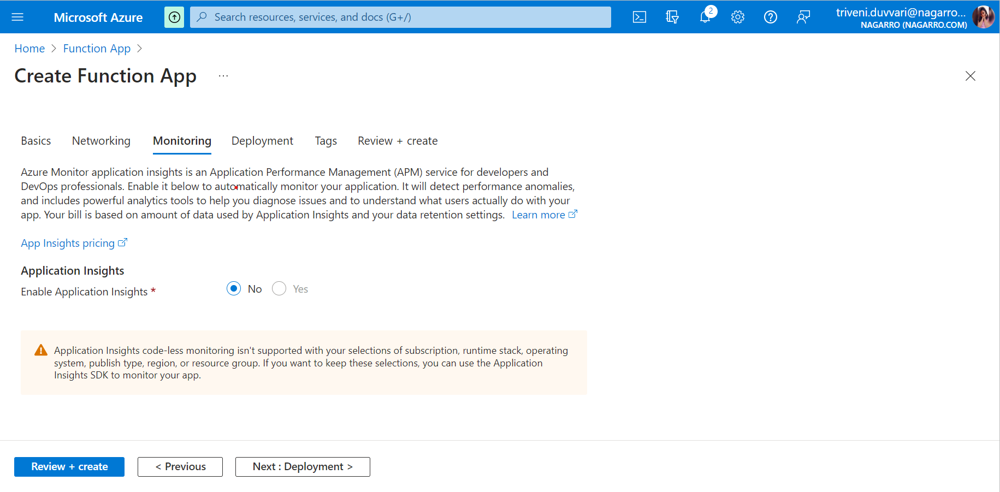 Microsoft Azure
Search resources, services, and docs (G+/)
2
triveni.duvvari@nagarro...
NAGARRO (NAGARRO.COM)
Home > Function App >
Create Function App ...
Basics Networking Monitoring Deployment Tags Review + create
Azure Monitor application insights is an Application Performance Management (APM) service for developers and
DevOps professionals. Enable it below to automatically monitor your application. It will detect performance anomalies,
and includes powerful analytics tools to help you diagnose issues and to understand what users actually do with your
app. Your bill is based on amount of data used by Application Insights and your data retention settings. Learn more
App Insights pricing
Application Insights
Enable Application Insights * No Yes
Application Insights code-less monitoring isn't supported with your selections of subscription, runtime stack, operating
system, publish type, region, or resource group. If you want to keep these selections, you can use the Application
Insights SDK to monitor your app.
Review + create < Previous Next : Deployment >